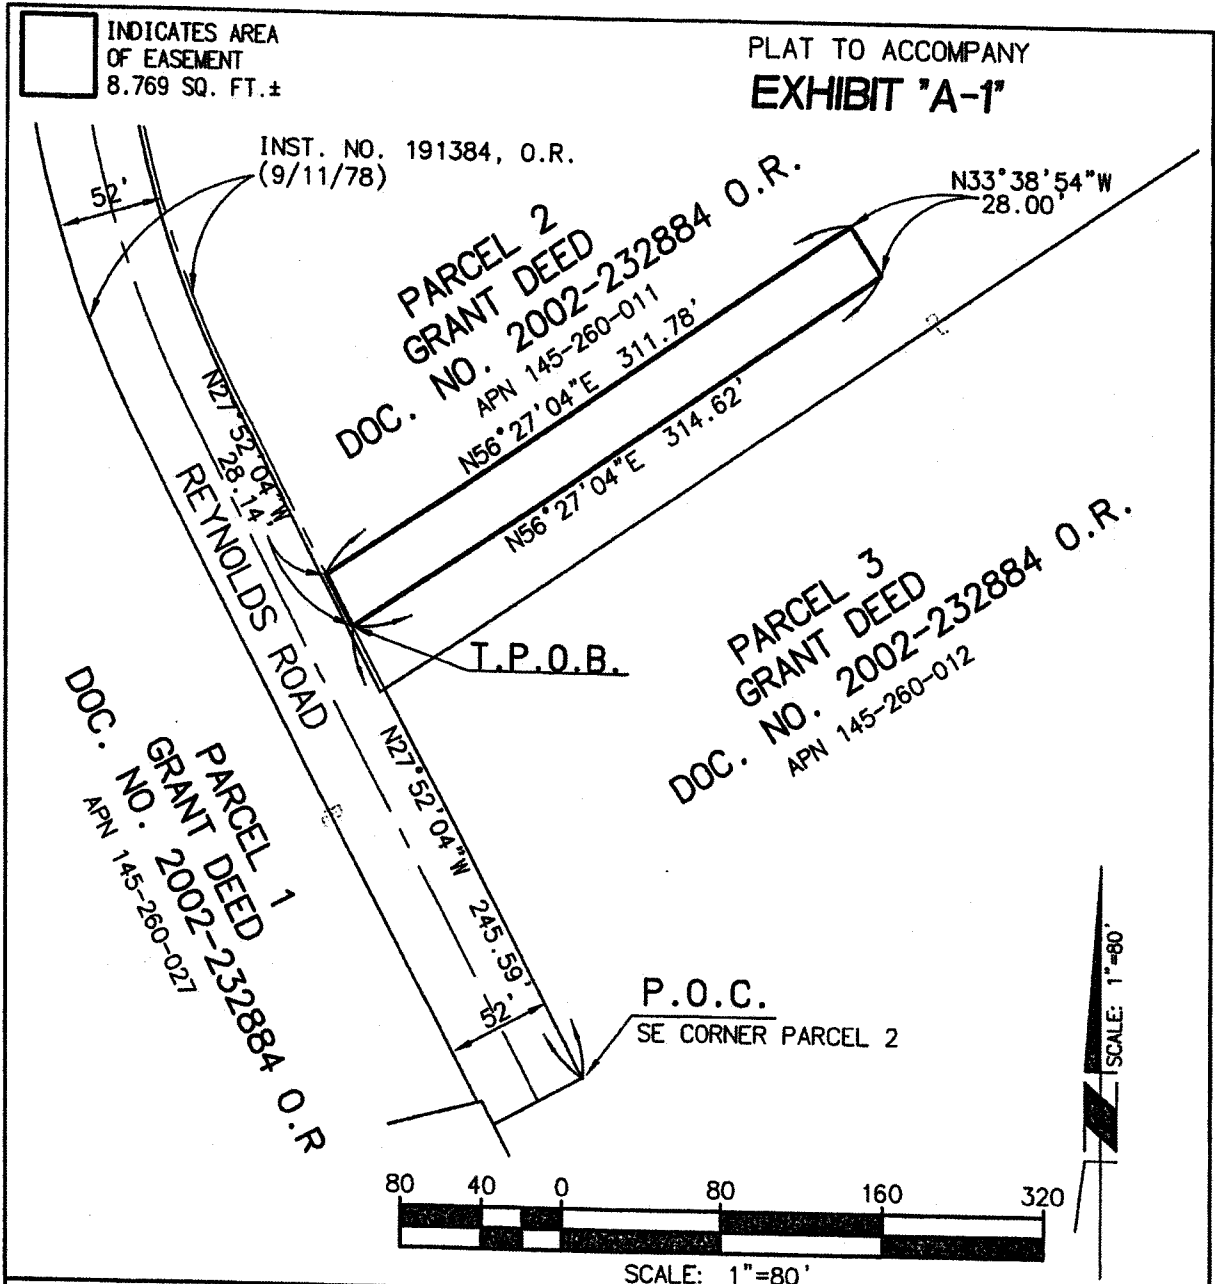 INDICATES AREA
OF EASEMENT
8.769 SQ. FT.±
PLAT TO ACCOMPANY
EXHIBIT "A-1"
INST. NO. 191384, O.R.
(9/11/78)
52'
N33°38'54"W
28.00'
PARCEL 2
GRANT DEED
DOC. NO. 2002-232884 O.R.
APN 145-260-011
N56°27'04"E 311.78'
N56°27'04"E 314.62'
N27°52'04"W
28.14'
REYNOLDS ROAD
T.P.O.B.
PARCEL 3
GRANT DEED
DOC. NO. 2002-232884 O.R.
APN 145-260-012
PARCEL 1
GRANT DEED
DOC. NO. 2002-232884 O.R
APN 145-260-027
N27°52'04"W 245.59'
52'
P.O.C.
SE CORNER PARCEL 2
SCALE: 1"=80'
80 40 0 80 160 320
SCALE: 1"=80'